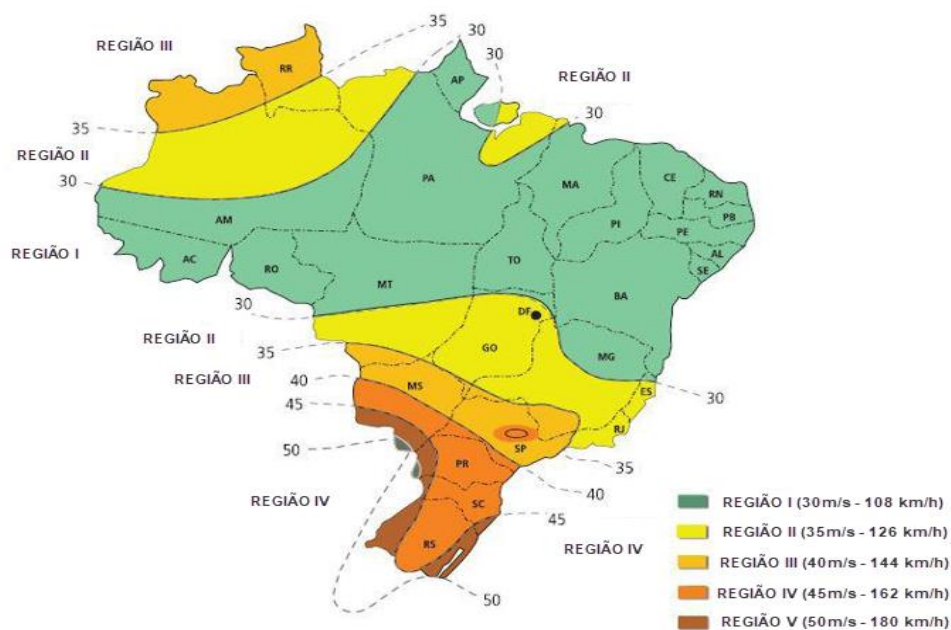 35
30
REGIÃO III
30
RR
AP
REGIÃO II
35
30
REGIÃO II
30
PA
MA
CE
RN
PB
PI
PE
AL
SE
AM
REGIÃO I
AC
RO
TO
MT
BA
30
DF
REGIÃO II
GO
MG
35
REGIÃO III
40
MS
ES
30
45
RJ
SP
50
35
PR
40
REGIÃO IV
SC
45
REGIÃO IV
RS
50
REGIÃO I (30m/s - 108 km/h)
REGIÃO II (35m/s - 126 km/h)
REGIÃO III (40m/s - 144 km/h)
REGIÃO IV (45m/s - 162 km/h)
REGIÃO V (50m/s - 180 km/h)